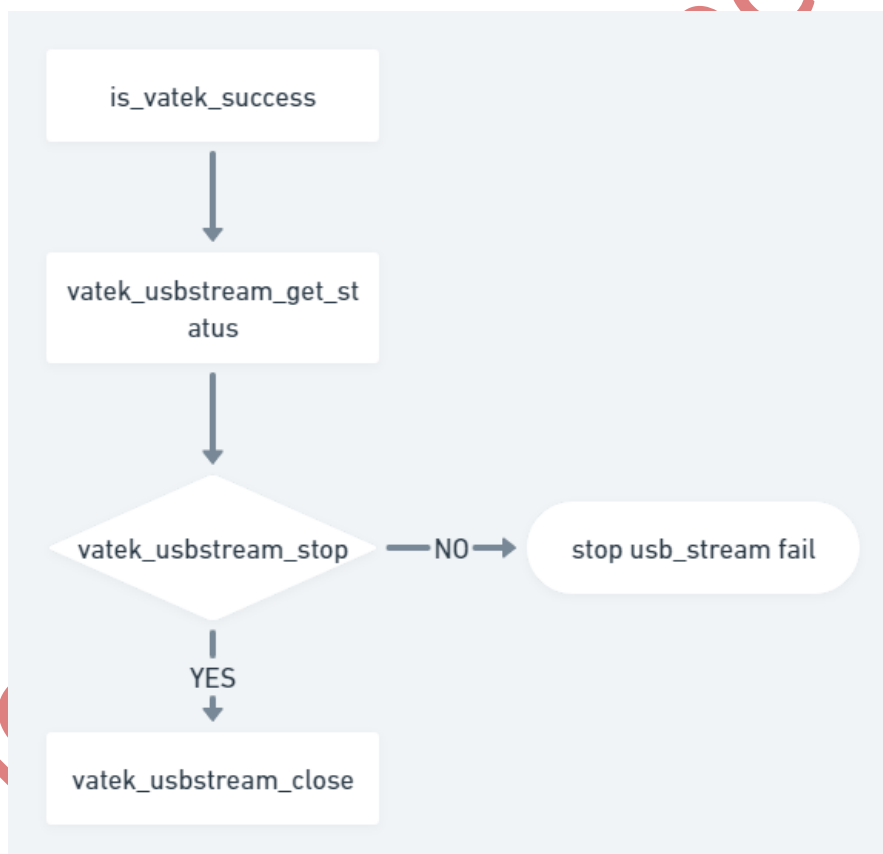 is_vatek_success
vatek_usbstream_get_st
atus
vatek_usbstream_stop
NO
stop usb_stream fail
YES
vatek_usbstream_close